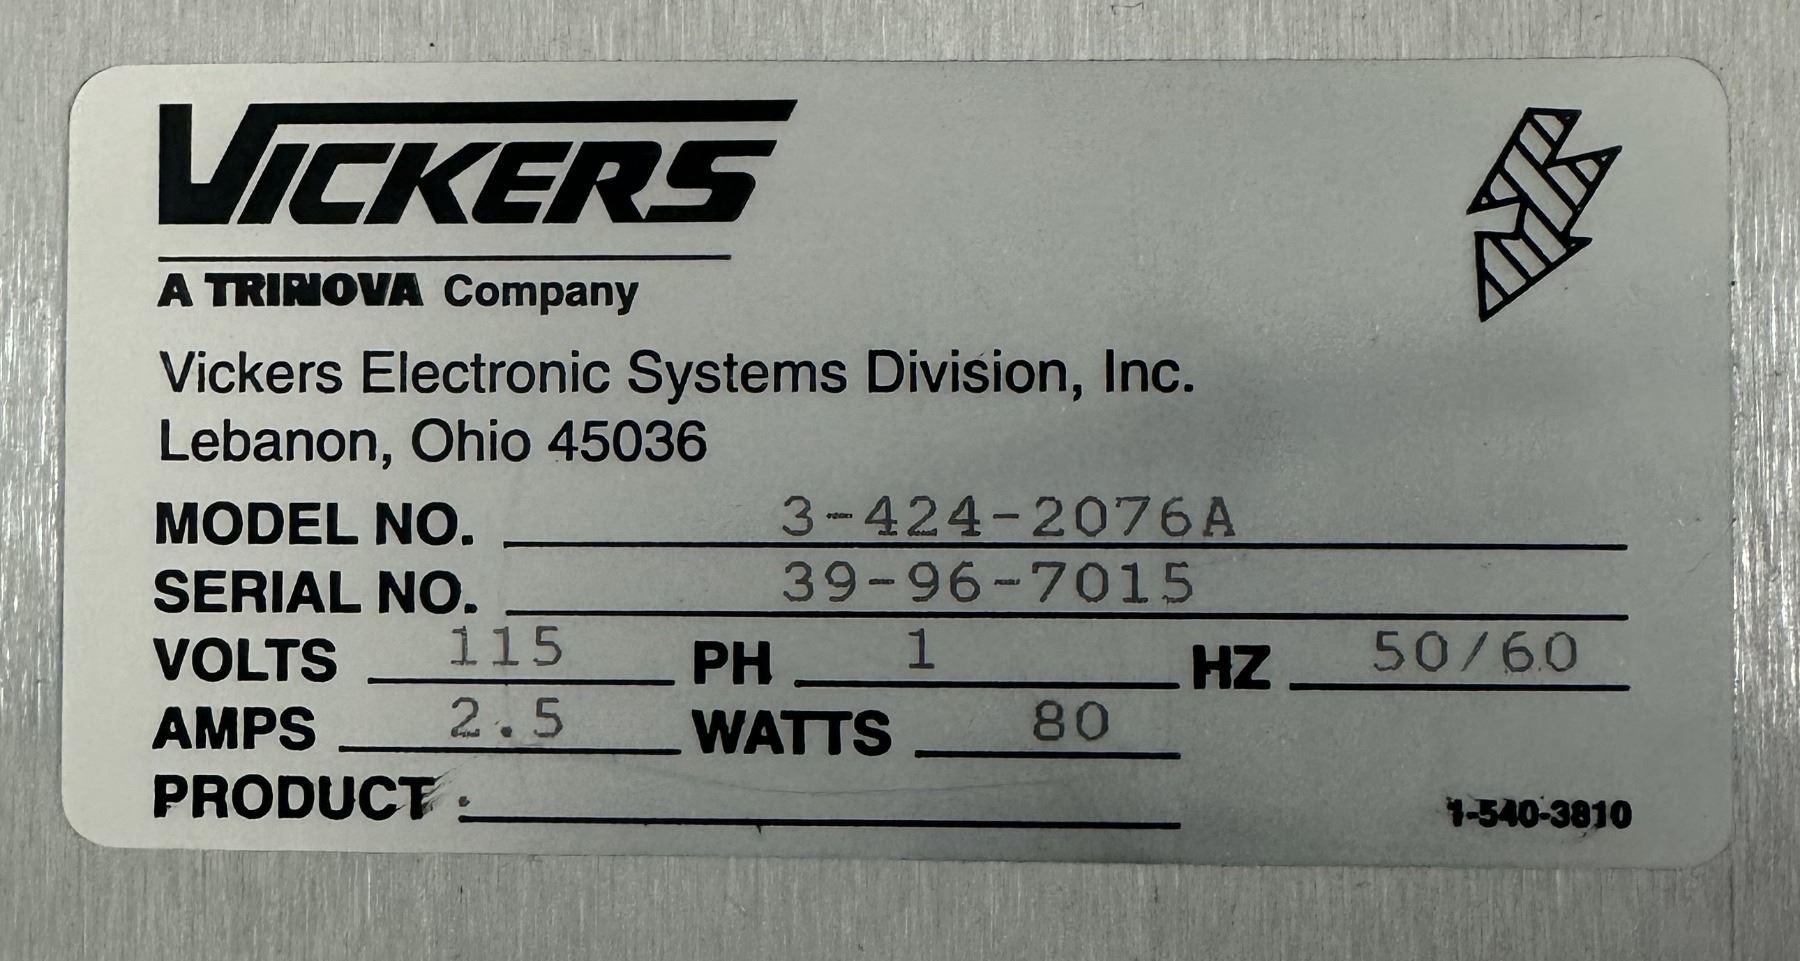 VICKERS
A TRINOVA Company
Vickers Electronic Systems Division, Inc.
Lebanon, Ohio 45036
MODEL NO. 3-424-2076A
SERIAL NO. 39-96-7015
VOLTS 115 PH 1 HZ 50/60
AMPS 2.5 WATTS 80
PRODUCT
1-540-3810